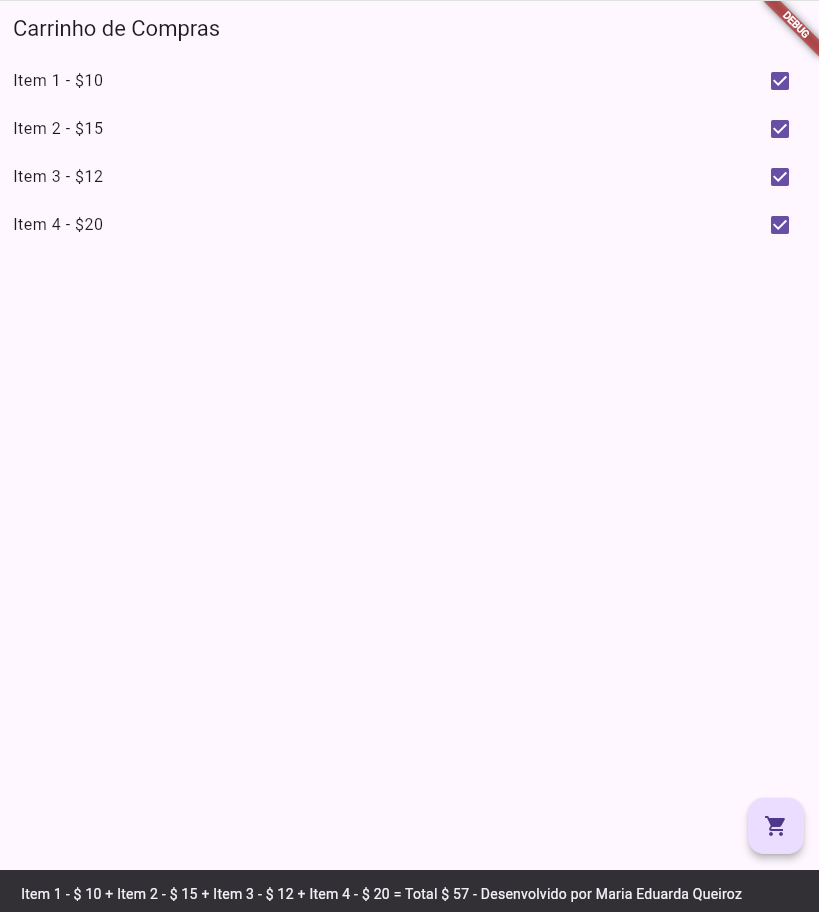 Carrinho de Compras
DEBUG
Item 1 - $10
Item 2 - $15
Item 3 - $12
Item 4 - $20
Item 1 - $ 10 + Item 2 - $ 15 + Item 3 - $ 12 + Item 4 - $ 20 = Total $ 57 - Desenvolvido por Maria Eduarda Queiroz